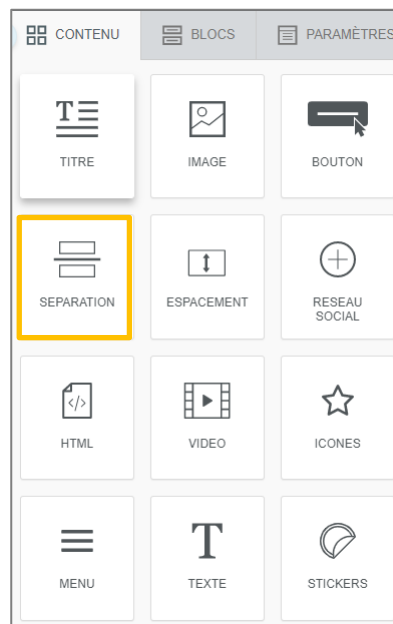 CONTENU BLOCS PARAMÈTRES
TITRE IMAGE BOUTON
SEPARATION ESPACEMENT RESEAU
SOCIAL
HTML VIDEO ICONES
MENU TEXTE STICKERS